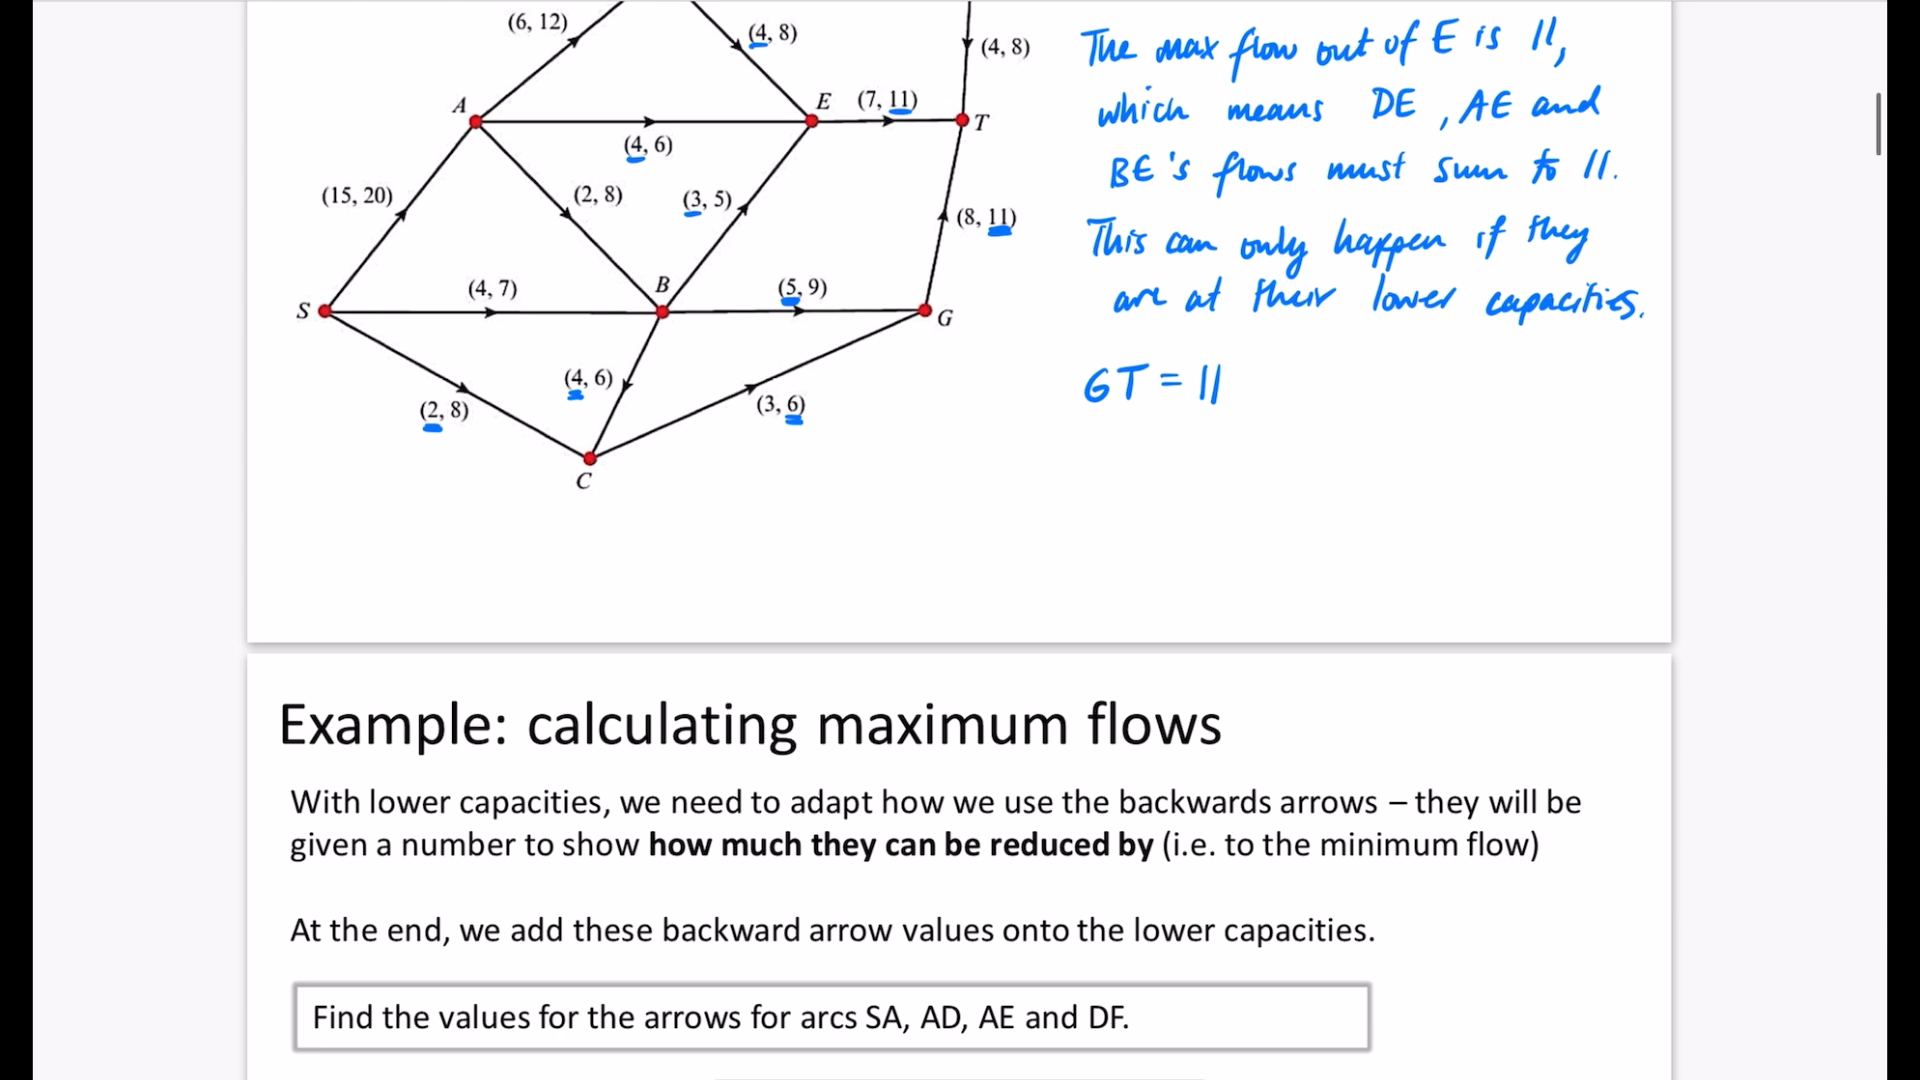 (6, 12)
(4, 8)
(4, 8)
A
E
(7, 11)
T
(4, 6)
(15, 20)
(2, 8)
(3, 5)
(8, 11)
(4, 7)
B
(5, 9)
S
G
(4, 6)
(2, 8)
(3, 6)
C
The max flow out of E is 11,
which means DE, AE and
BE's flows must sum to 11.
This can only happen if they
are at their lower capacities.
GT = 11
Example: calculating maximum flows
With lower capacities, we need to adapt how we use the backwards arrows – they will be
given a number to show how much they can be reduced by (i.e. to the minimum flow)
At the end, we add these backward arrow values onto the lower capacities.
Find the values for the arrows for arcs SA, AD, AE and DF.